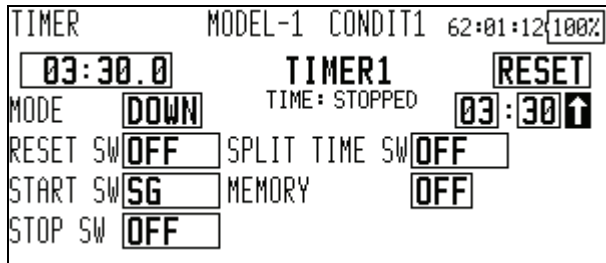 TIMER MODEL-1 CONDIT1 62:01:12 100%
03:30.0 TIMER1 RESET
TIME: STOPPED
MODE DOWN 03:30 ↑
RESET SW OFF SPLIT TIME SW OFF
START SW SG MEMORY OFF
STOP SW OFF